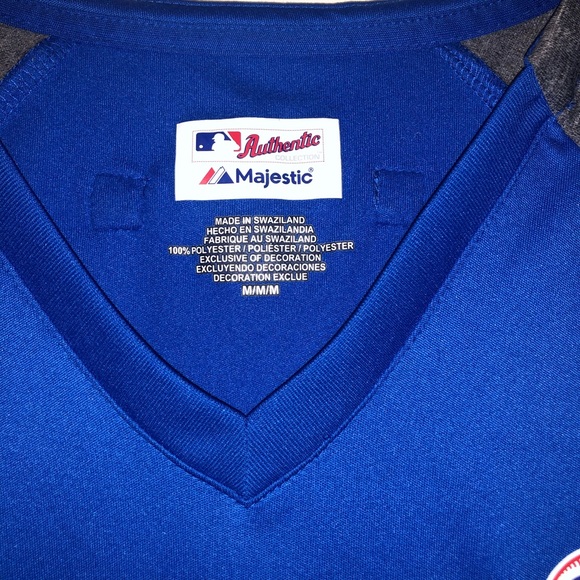 Authentic
COLLECTION
Majestic®
MADE IN SWAZILAND
HECHO EN SWAZILANDIA
FABRIQUE AU SWAZILAND
100% POLYESTER / POLIÉSTER / POLYESTER
EXCLUSIVE OF DECORATION
EXCLUYENDO DECORACIONES
DECORATION EXCLUE
M/M/M